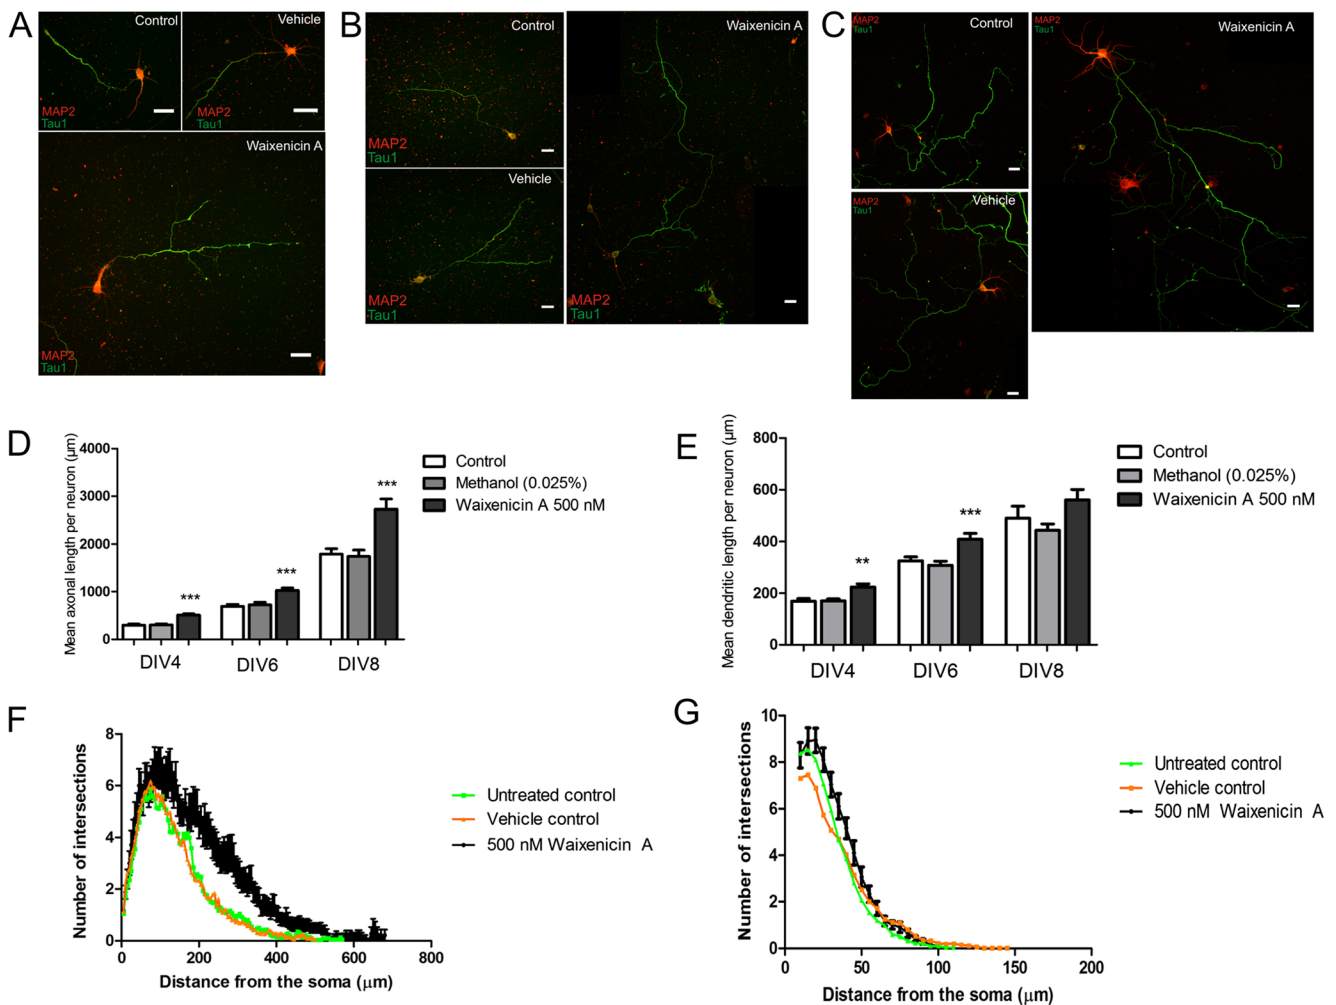 A
Control
MAP2
Tau1
Vehicle
MAP2
Tau1
Waixenicin A
MAP2
Tau1
B
Control
MAP2
Tau1
Vehicle
MAP2
Tau1
Waixenicin A
MAP2
Tau1
C
MAP2
Tau1
Control
MAP2
Tau1
Vehicle
MAP2
Tau1
Waixenicin A
D
Mean axonal length per neuron (μm)
4000
3000
2000
1000
0
DIV4
DIV6
DIV8
***
***
***
Control
Methanol (0.025%)
Waixenicin A 500 nM
E
Mean dendritic length per neuron (μm)
800
600
400
200
0
DIV4
DIV6
DIV8
**
***
Control
Methanol (0.025%)
Waixenicin A 500 nM
F
Number of intersections
8
6
4
2
0
0
200
400
600
800
Distance from the soma (μm)
Untreated control
Vehicle control
500 nM Waixenicin A
G
Number of intersections
10
8
6
4
2
0
0
50
100
150
200
Distance from the soma (μm)
Untreated control
Vehicle control
500 nM Waixenicin A